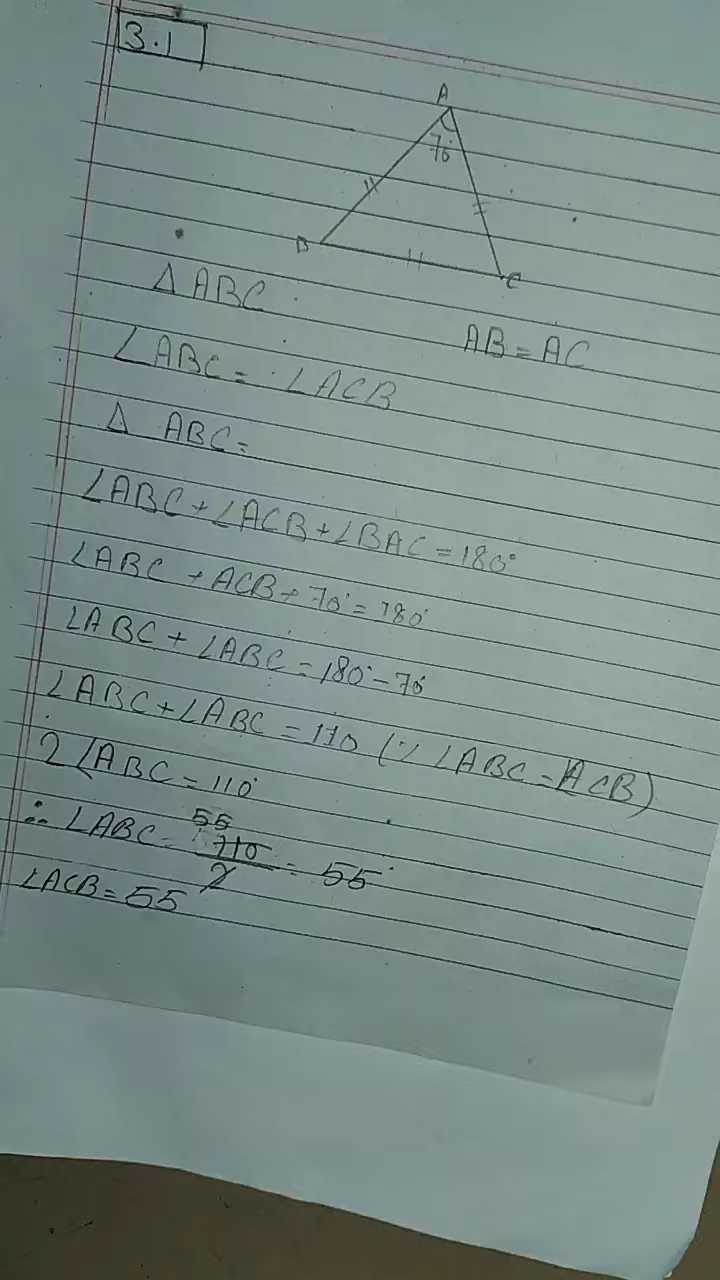 3.1
A
70°
B
C
△ ABC
AB = AC
∠ABC = ∠ACB
△ ABC =
∠ABC + ∠ACB + ∠BAC = 180°
∠ABC + ACB + 70° = 180°
∠ABC + ∠ABC = 180° - 70°
∠ABC + ∠ABC = 110 (∵ ∠ABC = ACB)
2∠ABC = 110°
55
∴ ∠ABC = 110/2 = 55°
∠ACB = 55